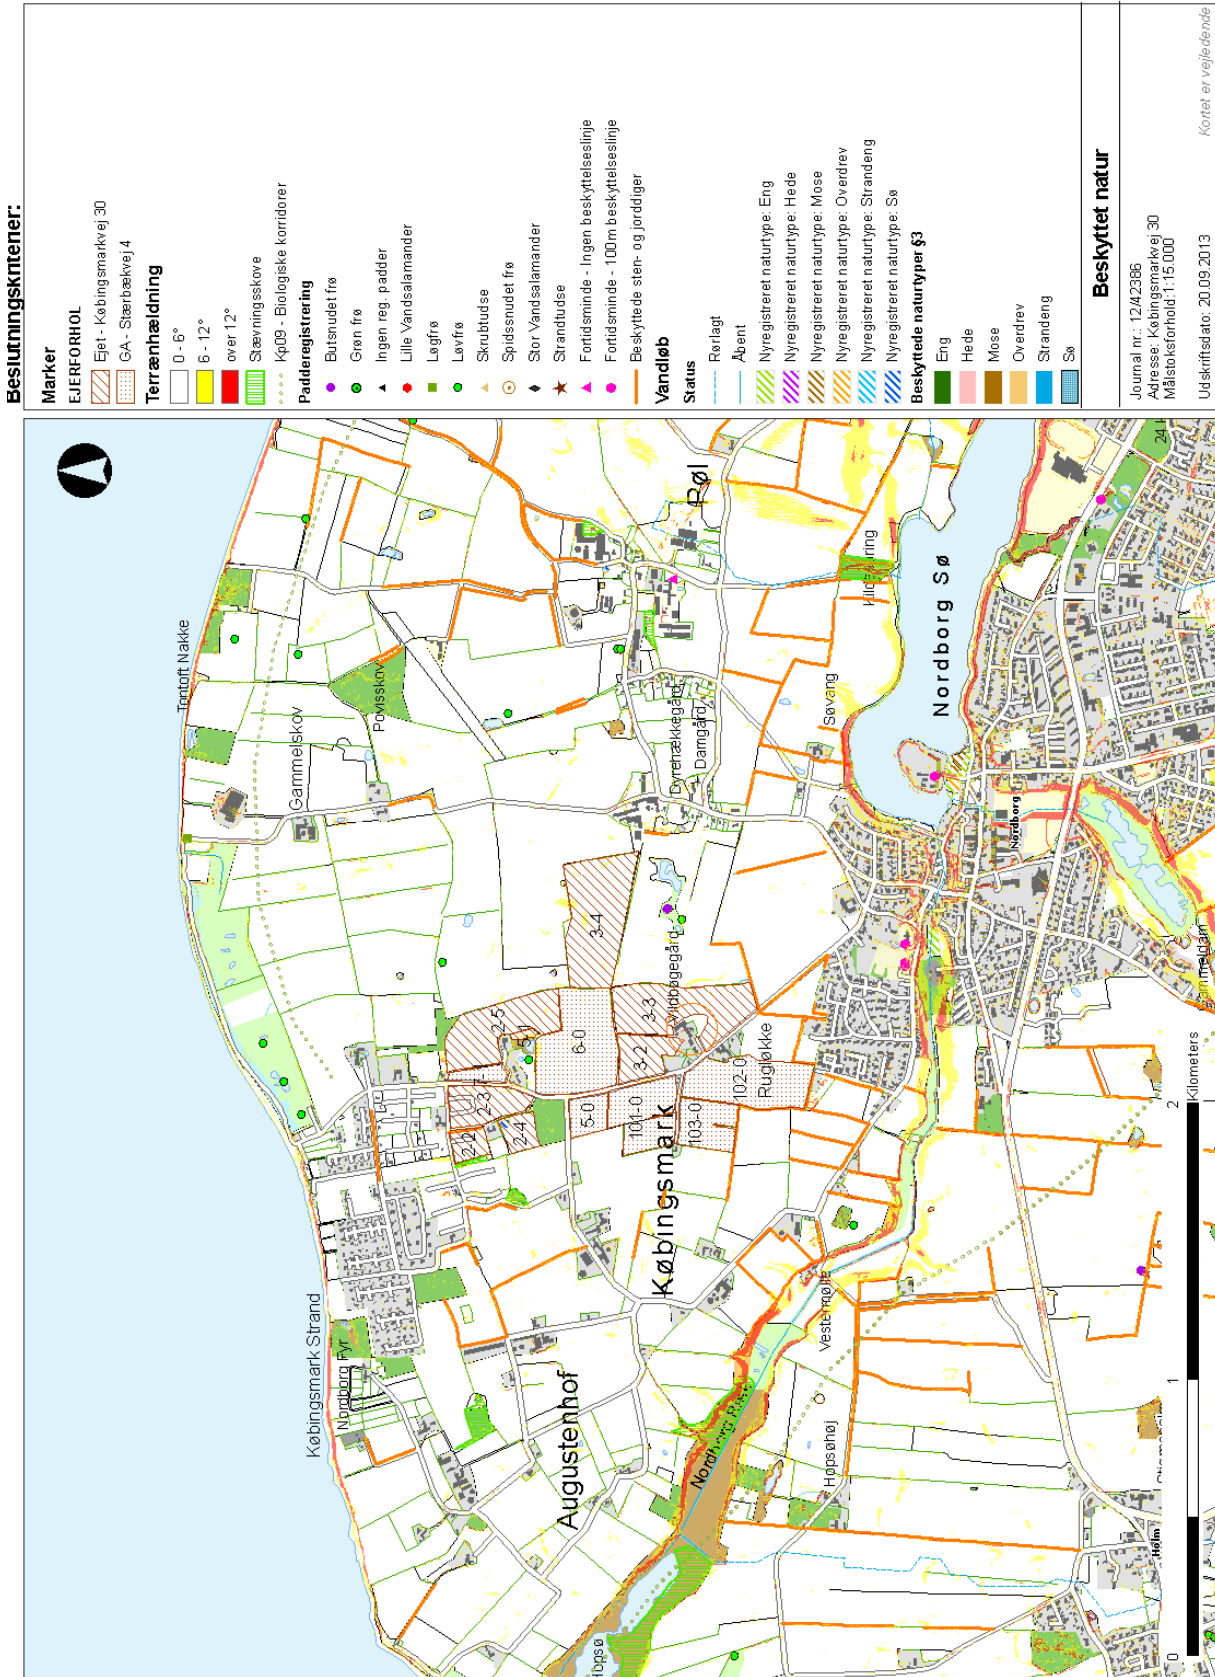 Beslutningskriterier:
Marker
EJERFORHOL
Ejet - Købingsmarkvej 30
GA - Stærbækvej 4
Terrænhældning
0 - 6°
6 - 12°
over 12°
Stævningsskove
Kp09 - Biologiske korridorer
Padderegistrering
Butsnudet frø
Grøn frø
Ingen reg. padder
Lille Vandsalamander
Løgfrø
Løvfrø
Skrubtudse
Spidssnudet frø
Stor Vandsalamander
Strandtudse
Fortidsminde - Ingen beskyttelseslinje
Fortidsminde - 100m beskyttelseslinje
Beskyttede sten- og jorddiger
Vandløb
Status
Rørlagt
Åbent
Nyregistreret naturtype: Eng
Nyregistreret naturtype: Hede
Nyregistreret naturtype: Mose
Nyregistreret naturtype: Overdrev
Nyregistreret naturtype: Strandeng
Nyregistreret naturtype: Sø
Beskyttede naturtyper §3
Eng
Hede
Mose
Overdrev
Strandeng
Sø
Beskyttet natur
Journal nr.: 12/42386
Adresse: Købingsmarkvej 30
Målstoksforhold: 1:15.000
Udskriftsdato: 20.09.2013
Kortet er vejledende
Tontoft Nakke
Gammelskov
Povlsskov
Købingsmark Strand
Nordborg Fyr
Augustenhof
Købingsmark
Pøl
Dyrehækkegård
Damgård
Vildbøgegård
Rugløkke
Søvang
Nordborg Sø
Nordborg
Vestermølle
Hopsøhøj
Hopsø
Holm
2-2
2-3
2-4
2-5
5-1
6-0
3-4
3-3
3-2
5-0
101-0
103-0
102-0
0
1
2
Kilometers